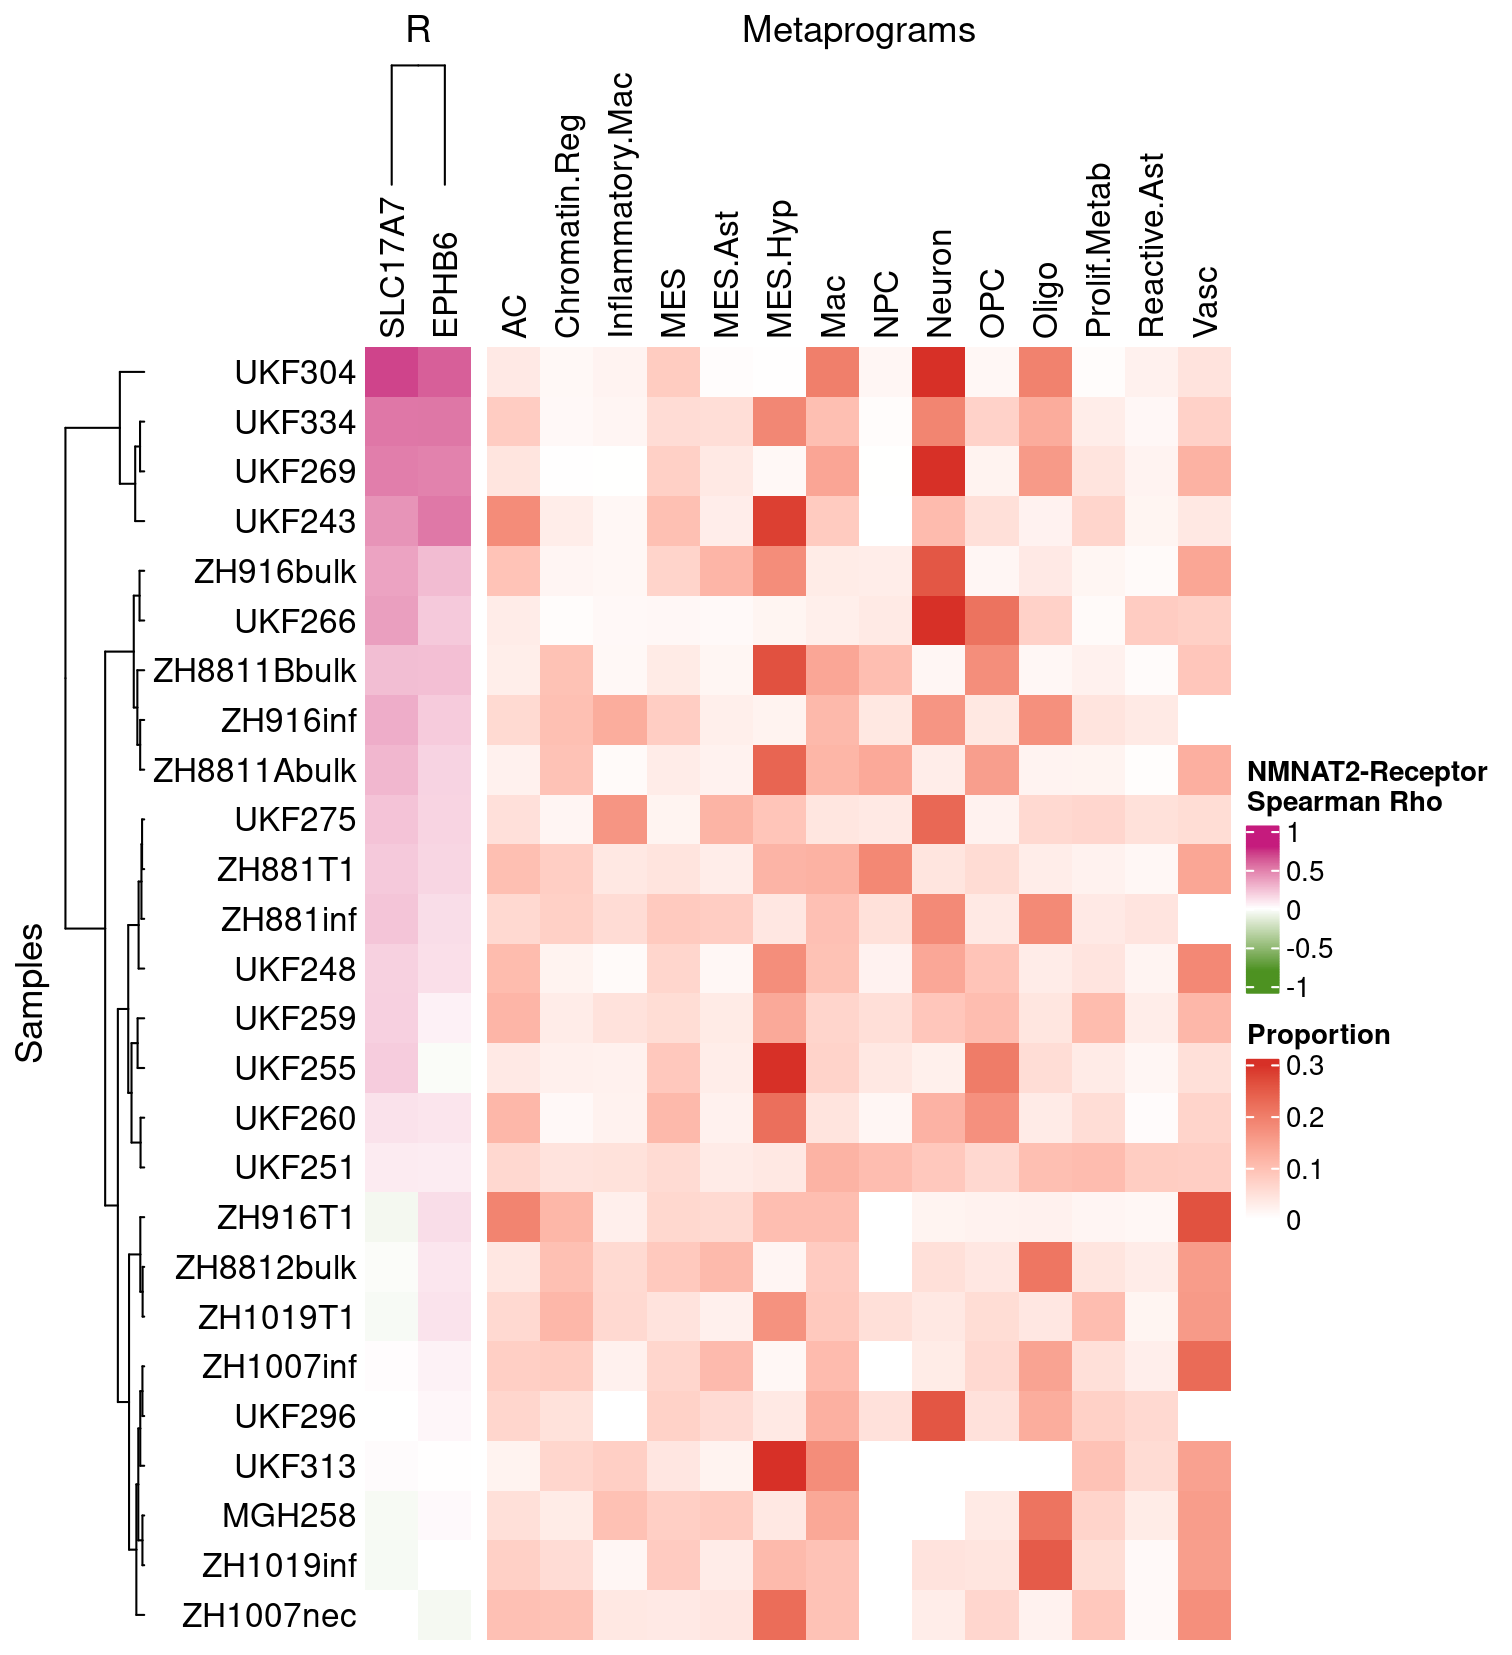 R
Metaprograms
SLC17A7
EPHB6
AC
Chromatin.Reg
Inflammatory.Mac
MES
MES.Ast
MES.Hyp
Mac
NPC
Neuron
OPC
Oligo
Prolif.Metab
Reactive.Ast
Vasc
Samples
UKF304
UKF334
UKF269
UKF243
ZH916bulk
UKF266
ZH8811Bbulk
ZH916inf
ZH8811Abulk
UKF275
ZH881T1
ZH881inf
UKF248
UKF259
UKF255
UKF260
UKF251
ZH916T1
ZH8812bulk
ZH1019T1
ZH1007inf
UKF296
UKF313
MGH258
ZH1019inf
ZH1007nec
NMNAT2-Receptor
Spearman Rho
1
0.5
0
-0.5
-1
Proportion
0.3
0.2
0.1
0